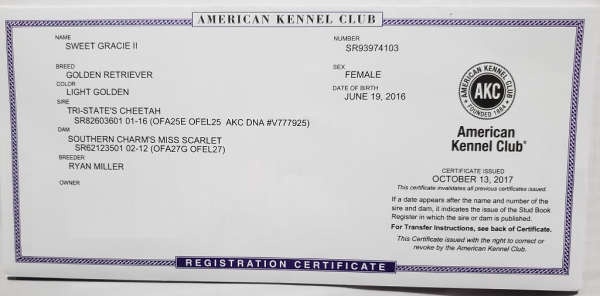 AMERICAN KENNEL CLUB
NAME
SWEET GRACIE II
NUMBER
SR93974103
BREED
GOLDEN RETRIEVER
SEX
FEMALE
COLOR
LIGHT GOLDEN
DATE OF BIRTH
JUNE 19, 2016
SIRE
TRI-STATE'S CHEETAH
SR82603601 01-16 (OFA25E OFEL25 AKC DNA #V777925)
DAM
SOUTHERN CHARM'S MISS SCARLET
SR62123501 02-12 (OFA27G OFEL27)
BREEDER
RYAN MILLER
OWNER
AMERICAN KENNEL CLUB
AKC
FOUNDED 1884
American
Kennel Club®
CERTIFICATE ISSUED
OCTOBER 13, 2017
This certificate invalidates all previous certificates issued.
If a date appears after the name and number of the
sire and dam, it indicates the issue of the Stud Book
Register in which the sire or dam is published.
For Transfer Instructions, see back of Certificate.
This Certificate issued with the right to correct or
revoke by the American Kennel Club.
REGISTRATION CERTIFICATE